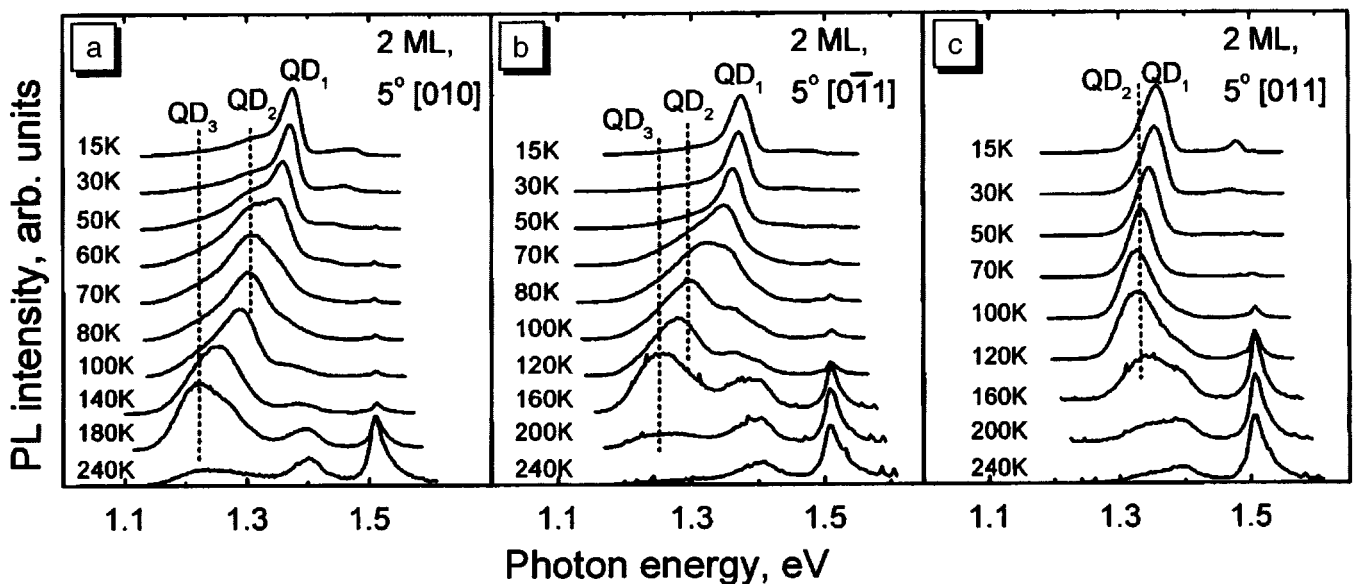 PL intensity, arb. units
a
2 ML,
5° [010]
QD₁
QD₂
QD₃
15K
30K
50K
60K
70K
80K
100K
140K
180K
240K
1.1 1.3 1.5
b
2 ML,
5° [01̄1]
QD₁
QD₂
QD₃
15K
30K
50K
70K
80K
100K
120K
160K
200K
240K
1.1 1.3 1.5
c
2 ML,
5° [011]
QD₂ QD₁
15K
30K
50K
70K
100K
120K
160K
200K
240K
1.1 1.3 1.5
Photon energy, eV